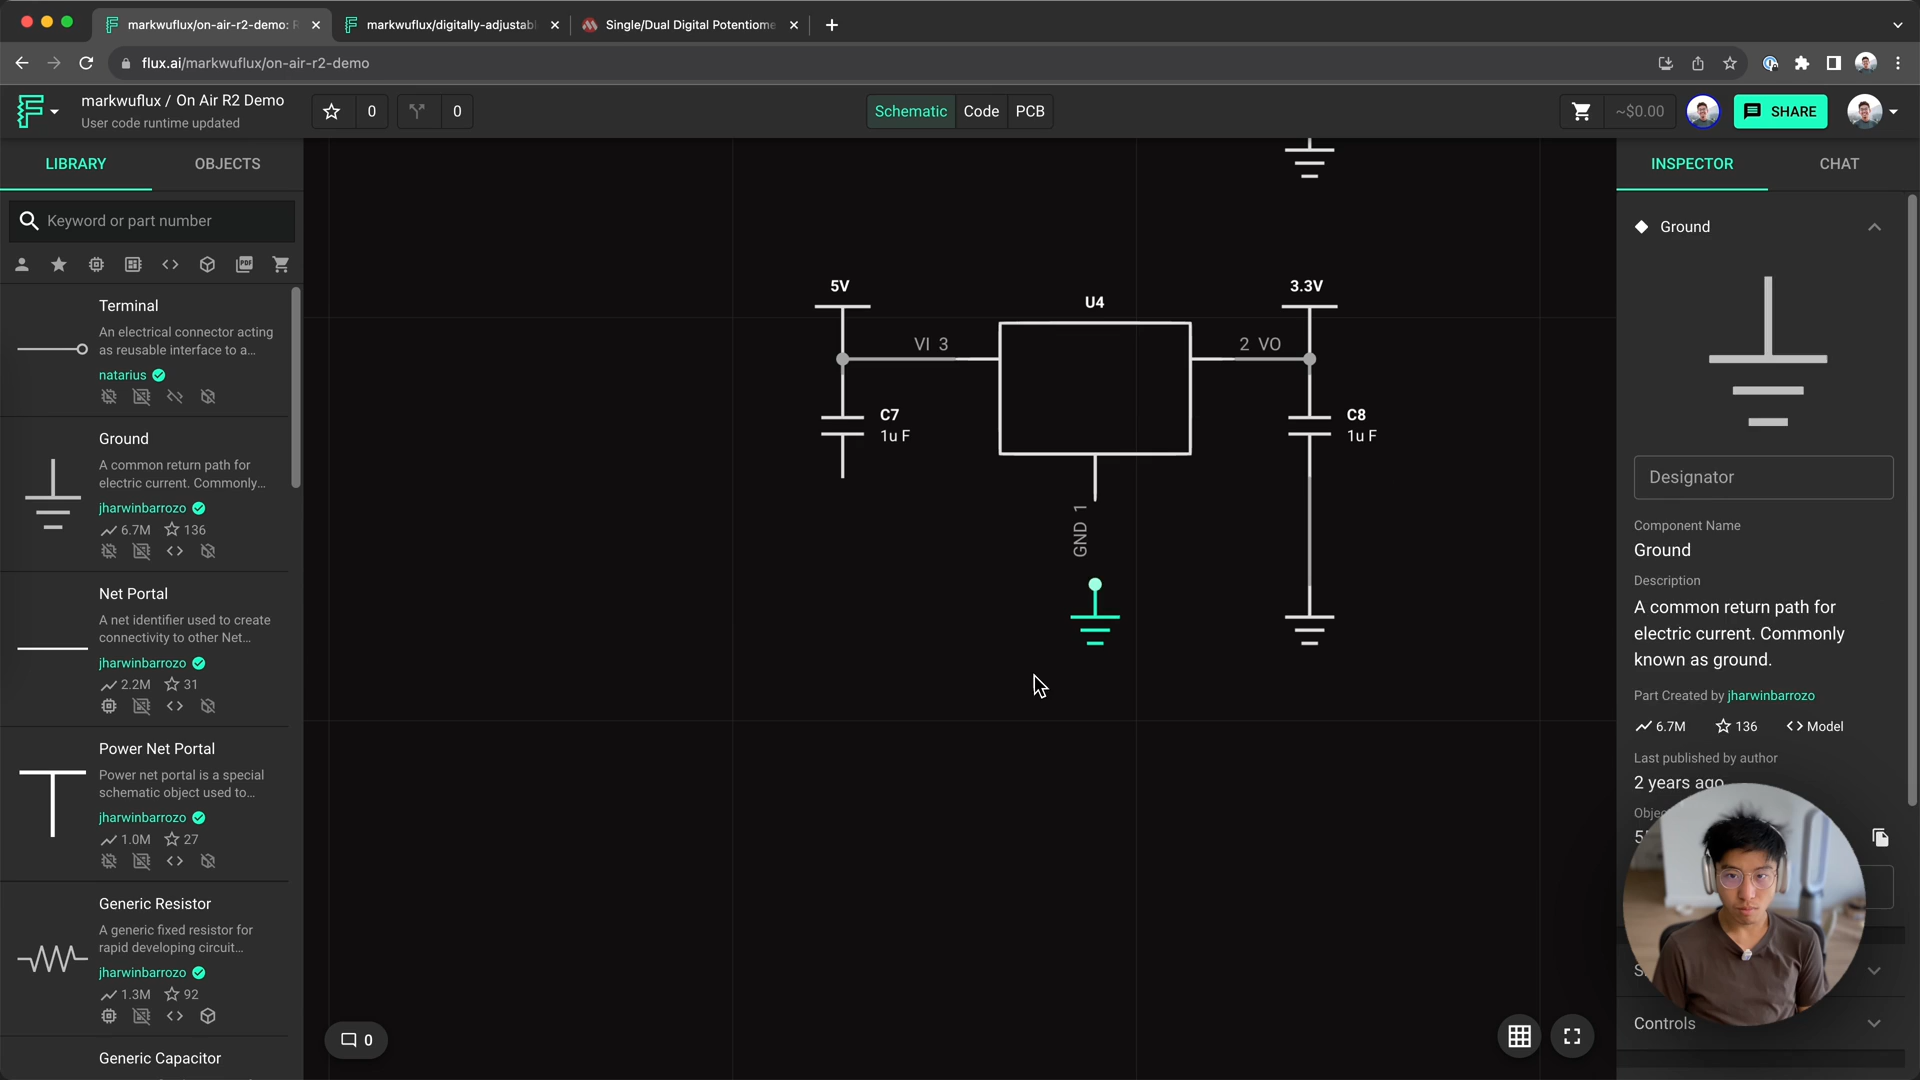 markwuflux/on-air-r2-demo: R
markwuflux/digitally-adjustabl
Single/Dual Digital Potentiome
flux.ai/markwuflux/on-air-r2-demo
markwuflux / On Air R2 Demo
User code runtime updated
0
0
Schematic
Code
PCB
~$0.00
SHARE
LIBRARY
OBJECTS
Keyword or part number
PDF
Terminal
An electrical connector acting
as reusable interface to a...
natarius
Ground
A common return path for
electric current. Commonly...
jharwinbarrozo
6.7M
136
Net Portal
A net identifier used to create
connectivity to other Net...
jharwinbarrozo
2.2M
31
Power Net Portal
Power net portal is a special
schematic object used to...
jharwinbarrozo
1.0M
27
Generic Resistor
A generic fixed resistor for
rapid developing circuit...
jharwinbarrozo
1.3M
92
Generic Capacitor
5V
U4
3.3V
VI 3
2 VO
C7
1u F
C8
1u F
GND 1
0
INSPECTOR
CHAT
Ground
Designator
Component Name
Ground
Description
A common return path for
electric current. Commonly
known as ground.
Part Created by jharwinbarrozo
6.7M
136
Model
Last published by author
2 years ago
Controls